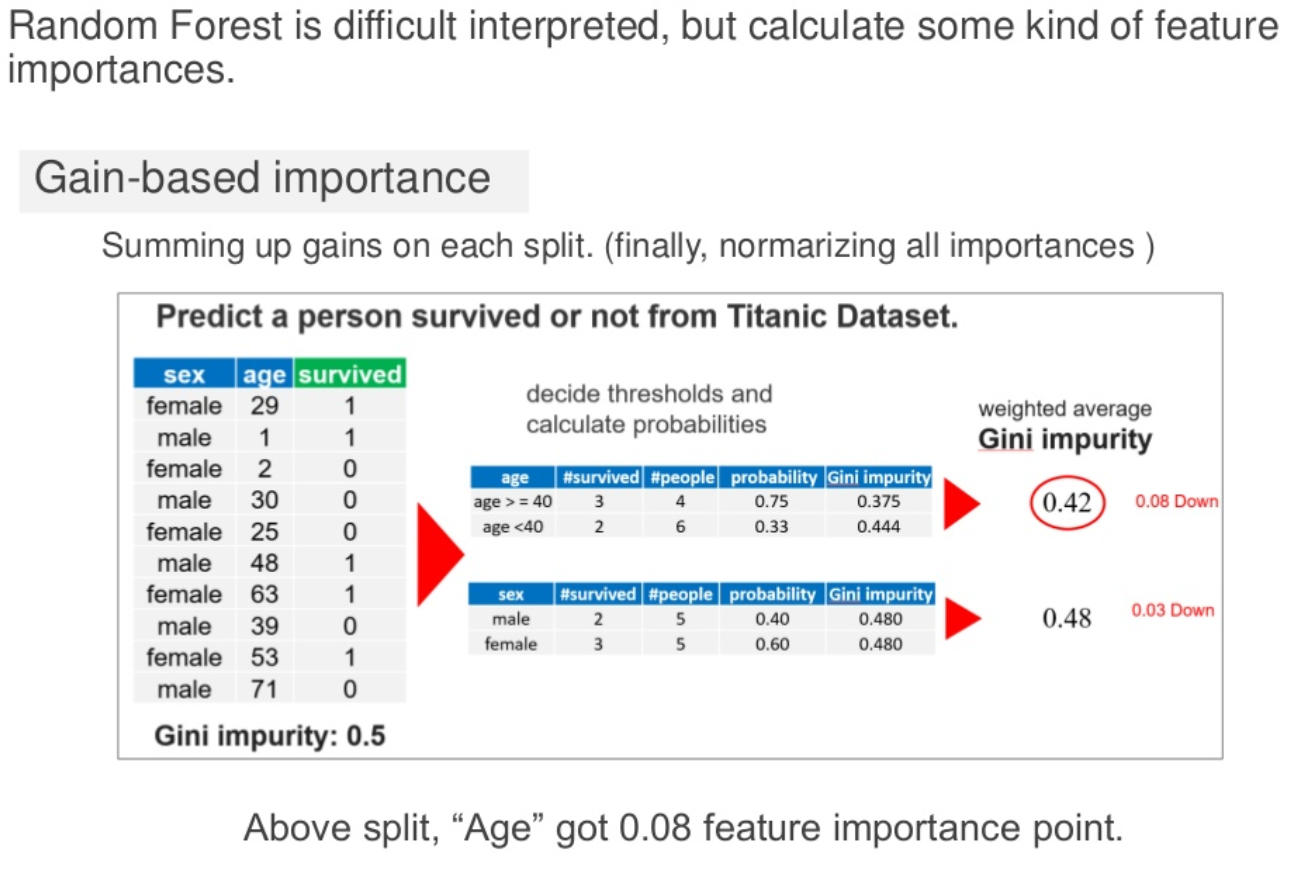 Random Forest is difficult interpreted, but calculate some kind of feature
importances.
Gain-based importance
Summing up gains on each split. (finally, normarizing all importances )
Predict a person survived or not from Titanic Dataset.
sex age survived
female 29 1
male 1 1
female 2 0
male 30 0
female 25 0
male 48 1
female 63 1
male 39 0
female 53 1
male 71 0
Gini impurity: 0.5
decide thresholds and
calculate probabilities
age #survived #people probability Gini impurity
age > = 40 3 4 0.75 0.375
age <40 2 6 0.33 0.444
sex #survived #people probability Gini impurity
male 2 5 0.40 0.480
female 3 5 0.60 0.480
weighted average
Gini impurity
0.42 0.08 Down
0.48 0.03 Down
Above split, “Age” got 0.08 feature importance point.